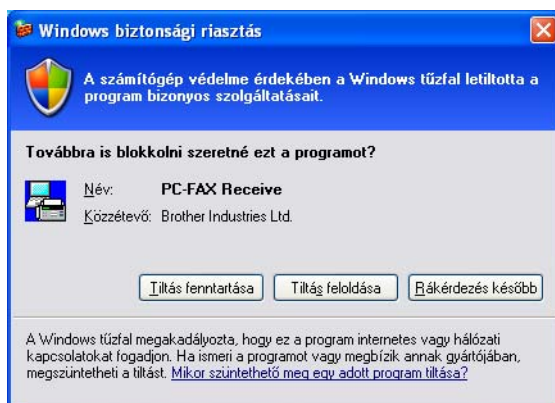 Windows biztonsági riasztás
A számítógép védelme érdekében a Windows tűzfal letiltotta a
program bizonyos szolgáltatásait.
Továbbra is blokkolni szeretné ezt a programot?
Név: PC-FAX Receive
Közzétevő: Brother Industries Ltd.
Tiltás fenntartása Tiltás feloldása Rákérdezés később
A Windows tűzfal megakadályozta, hogy ez a program internetes vagy hálózati
kapcsolatokat fogadjon. Ha ismeri a programot vagy megbízik annak gyártójában,
megszüntetheti a tiltást. Mikor szüntethető meg egy adott program tiltása?